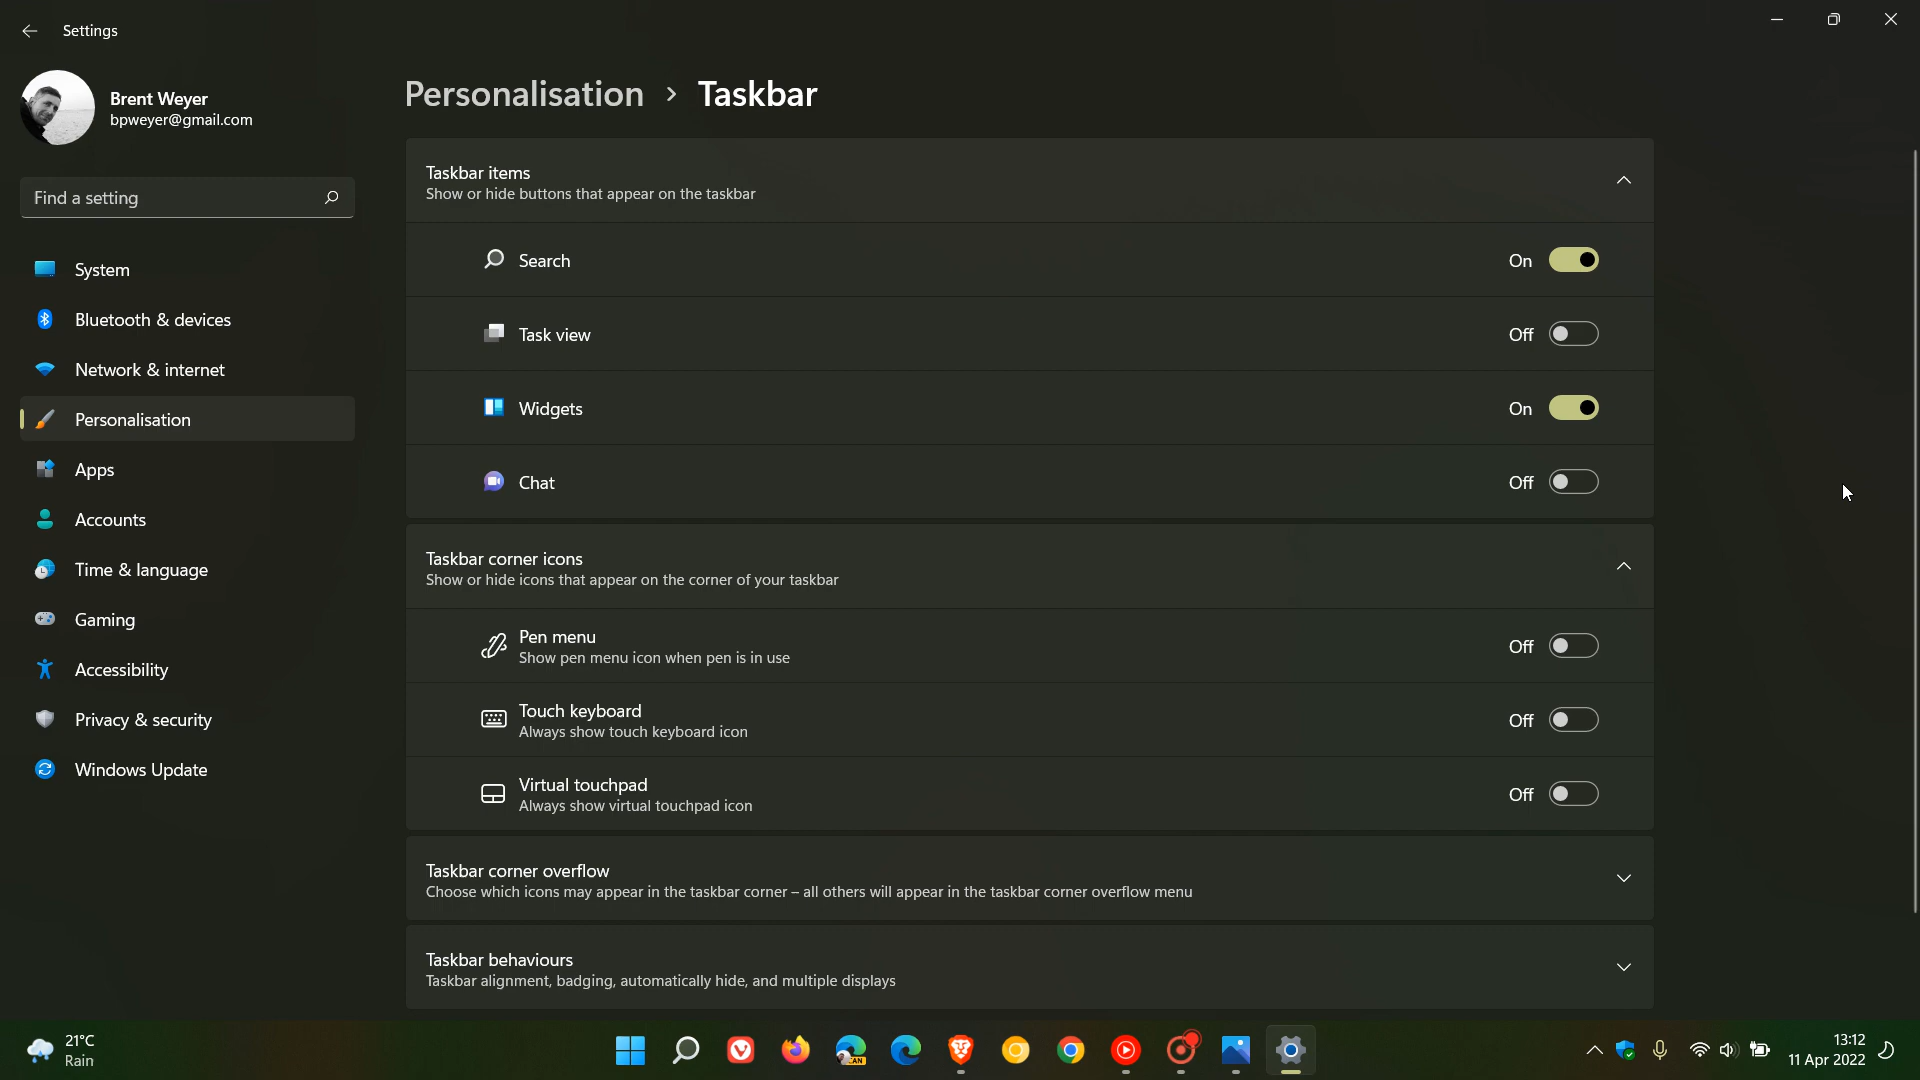 Settings
Brent Weyer
bpweyer@gmail.com
Find a setting
System
Bluetooth & devices
Network & internet
Personalisation
Apps
Accounts
Time & language
Gaming
Accessibility
Privacy & security
Windows Update
Personalisation > Taskbar
Taskbar items
Show or hide buttons that appear on the taskbar
Search On
Task view Off
Widgets On
Chat Off
Taskbar corner icons
Show or hide icons that appear on the corner of your taskbar
Pen menu
Show pen menu icon when pen is in use
Off
Touch keyboard
Always show touch keyboard icon
Off
Virtual touchpad
Always show virtual touchpad icon
Off
Taskbar corner overflow
Choose which icons may appear in the taskbar corner – all others will appear in the taskbar corner overflow menu
Taskbar behaviours
Taskbar alignment, badging, automatically hide, and multiple displays
21°C
Rain
CAN
13:12
11 Apr 2022